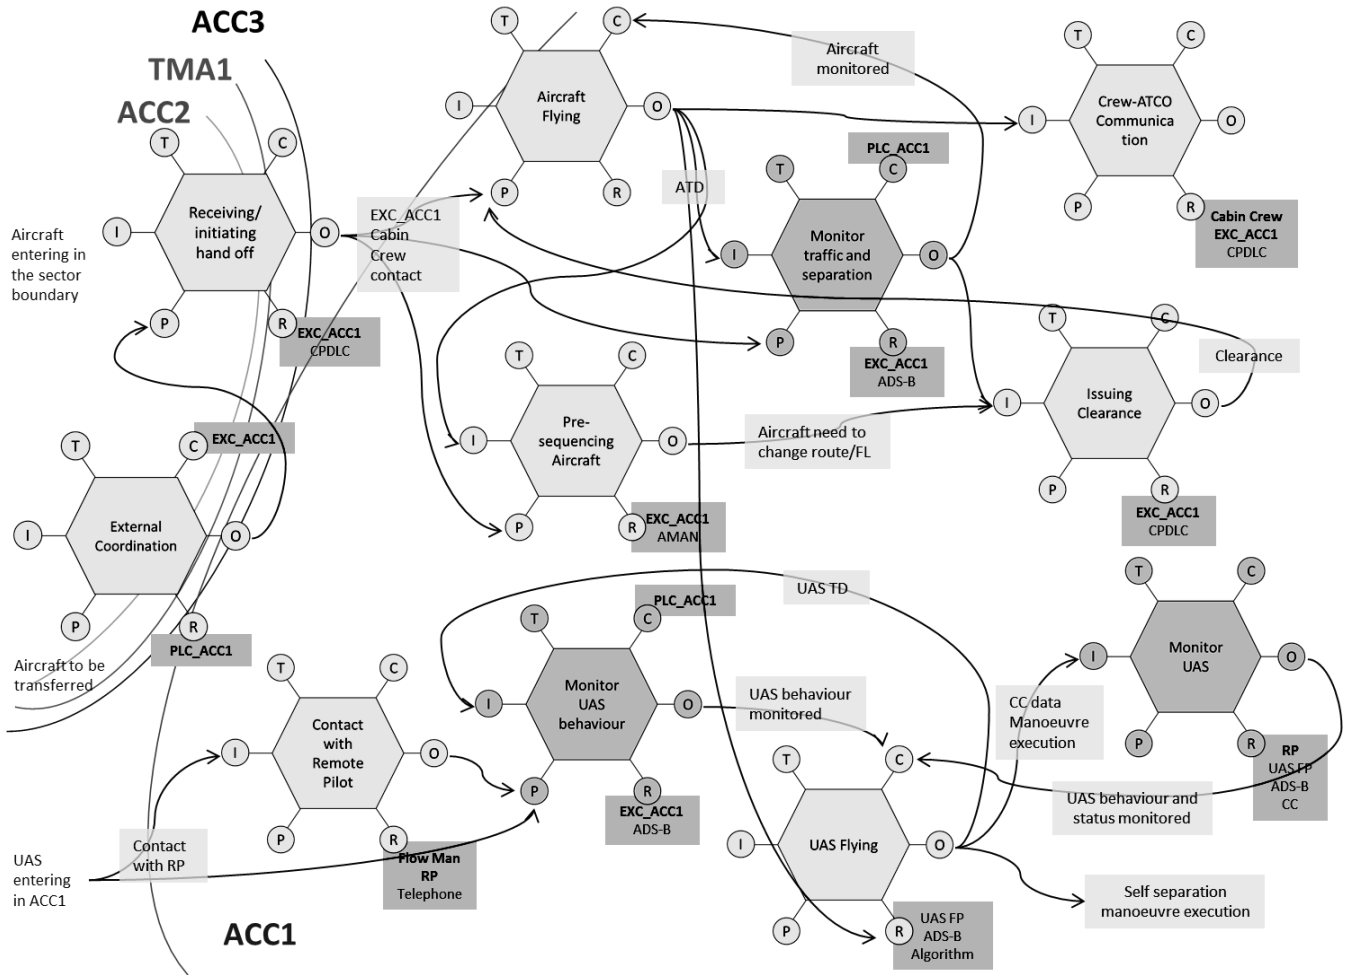 ACC3
TMA1
ACC2
T
C
I
O
P
R
Receiving/
initiating
hand off
EXC_ACC1
CPDLC
Aircraft
entering in
the sector
boundary
T
C
I
O
P
R
Aircraft
Flying
Aircraft
monitored
T
C
I
O
P
R
Crew-ATCO
Communica
tion
Cabin Crew
EXC_ACC1
CPDLC
EXC_ACC1
Cabin
Crew
contact
ATD
PLC_ACC1
T
C
I
O
P
R
Monitor
traffic and
separation
EXC_ACC1
ADS-B
T
C
I
O
P
R
Issuing
Clearance
EXC_ACC1
CPDLC
Clearance
T
C
I
O
P
R
Pre-
sequencing
Aircraft
EXC_ACC1
AMAN
Aircraft need to
change route/FL
T
C
EXC_ACC1
I
O
P
R
External
Coordination
PLC_ACC1
Aircraft to be
transferred
T
C
I
O
P
R
Contact
with
Remote
Pilot
Flow Man
RP
Telephone
UAS
entering
in ACC1
Contact
with RP
ACC1
T
C
PLC_ACC1
I
O
P
R
Monitor
UAS
behaviour
EXC_ACC1
ADS-B
UAS TD
UAS behaviour
monitored
T
C
I
O
P
R
UAS Flying
UAS FP
ADS-B
Algorithm
CC data
Manoeuvre
execution
T
C
I
O
P
R
Monitor
UAS
RP
UAS FP
ADS-B
CC
UAS behaviour and
status monitored
Self separation
manoeuvre execution